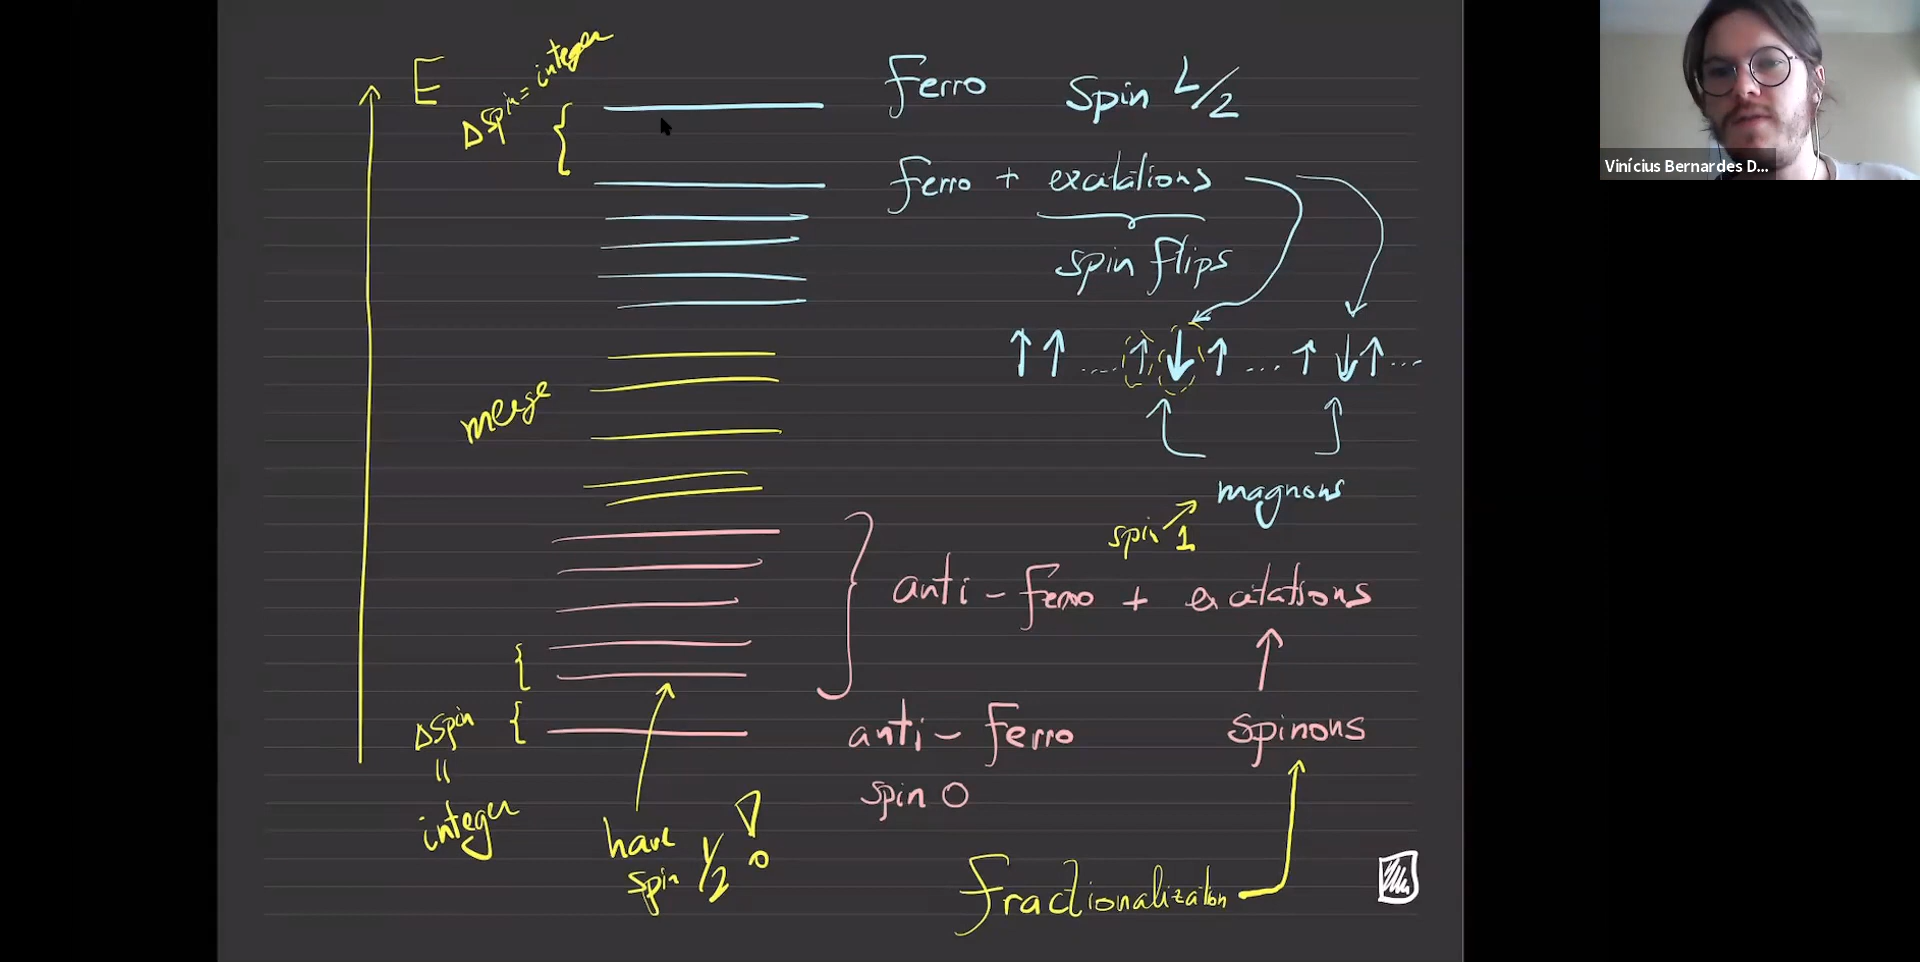 E
Δspin = integer
Ferro Spin L/2
Ferro + excitations
spin flips
↑↑ ..... ↑↓↑ ... ↑↓↑ ...
merge
magnons
spin 1
anti-ferro + excitations
anti-ferro
spin 0
spinons
Δspin
=
integer
have
spin 1/2 !
fractionalization
Vinícius Bernardes D...